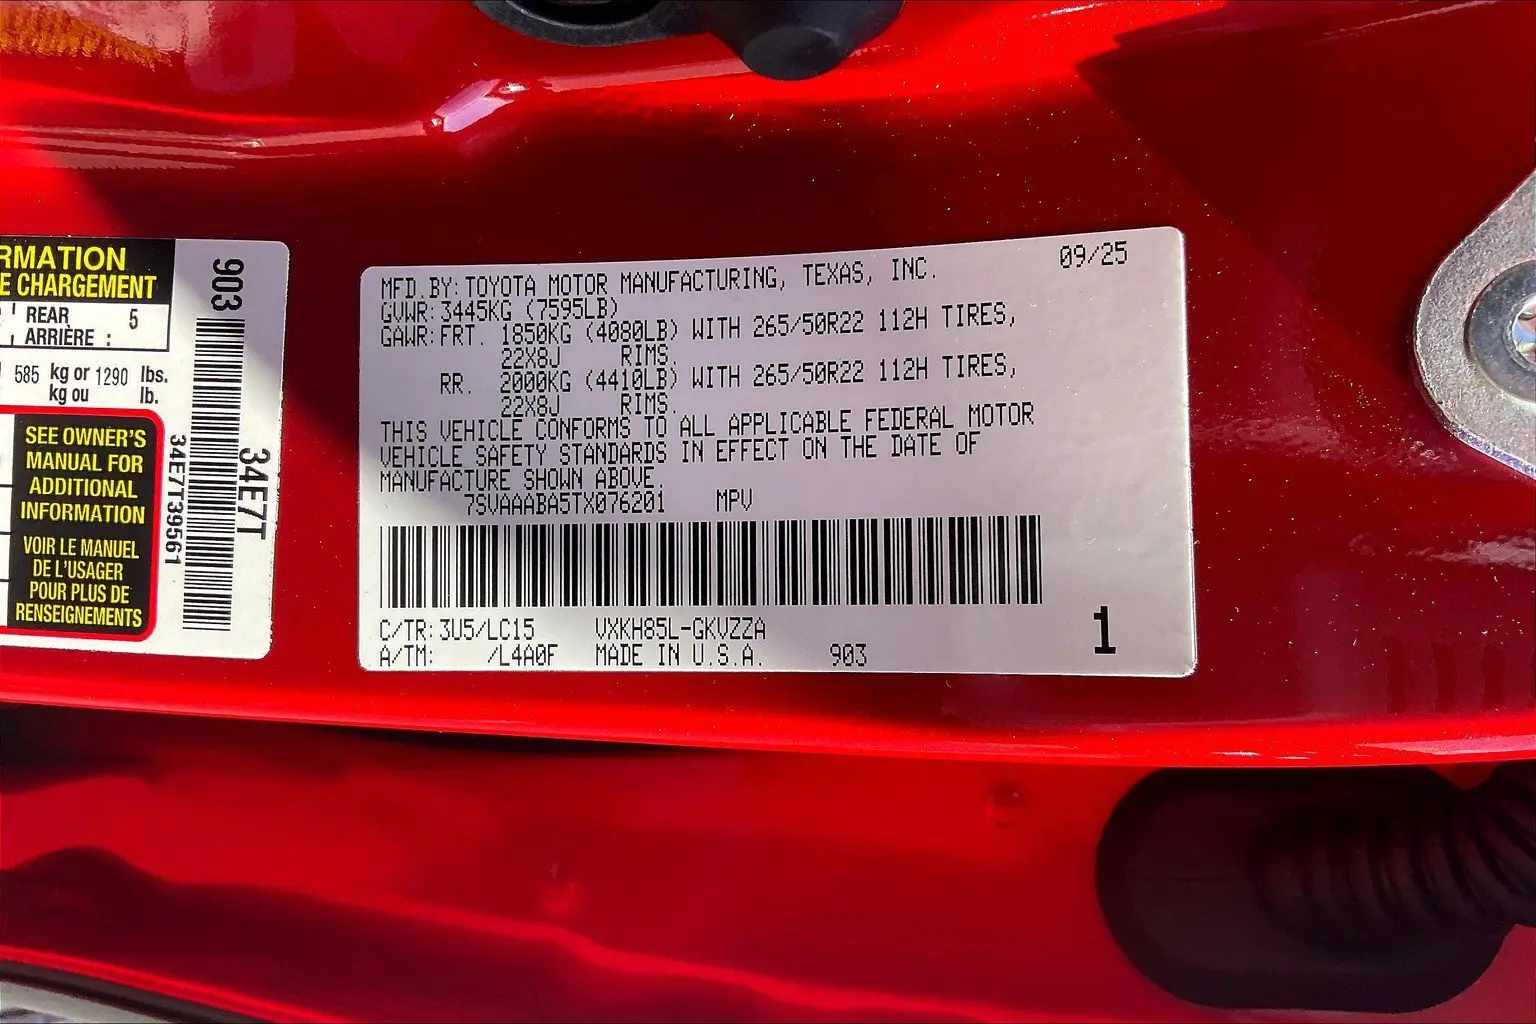 RMATION
E CHARGEMENT
REAR 5
ARRIÈRE :
585 kg or 1290 lbs.
kg ou lb.
SEE OWNER'S
MANUAL FOR
ADDITIONAL
INFORMATION
VOIR LE MANUEL
DE L'USAGER
POUR PLUS DE
RENSEIGNEMENTS
903
34E7T
34E7T39561
09/25
MFD.BY:TOYOTA MOTOR MANUFACTURING, TEXAS, INC.
GVWR:3445KG (7595LB)
GAWR:FRT. 1850KG (4080LB) WITH 265/50R22 112H TIRES,
22X8J RIMS.
RR. 2000KG (4410LB) WITH 265/50R22 112H TIRES,
22X8J RIMS.
THIS VEHICLE CONFORMS TO ALL APPLICABLE FEDERAL MOTOR
VEHICLE SAFETY STANDARDS IN EFFECT ON THE DATE OF
MANUFACTURE SHOWN ABOVE.
7SVAAABA5TX076201 MPV
C/TR:3U5/LC15 VXKH85L-GKVZZA
A/TM: /L4A0F MADE IN U.S.A. 903
1